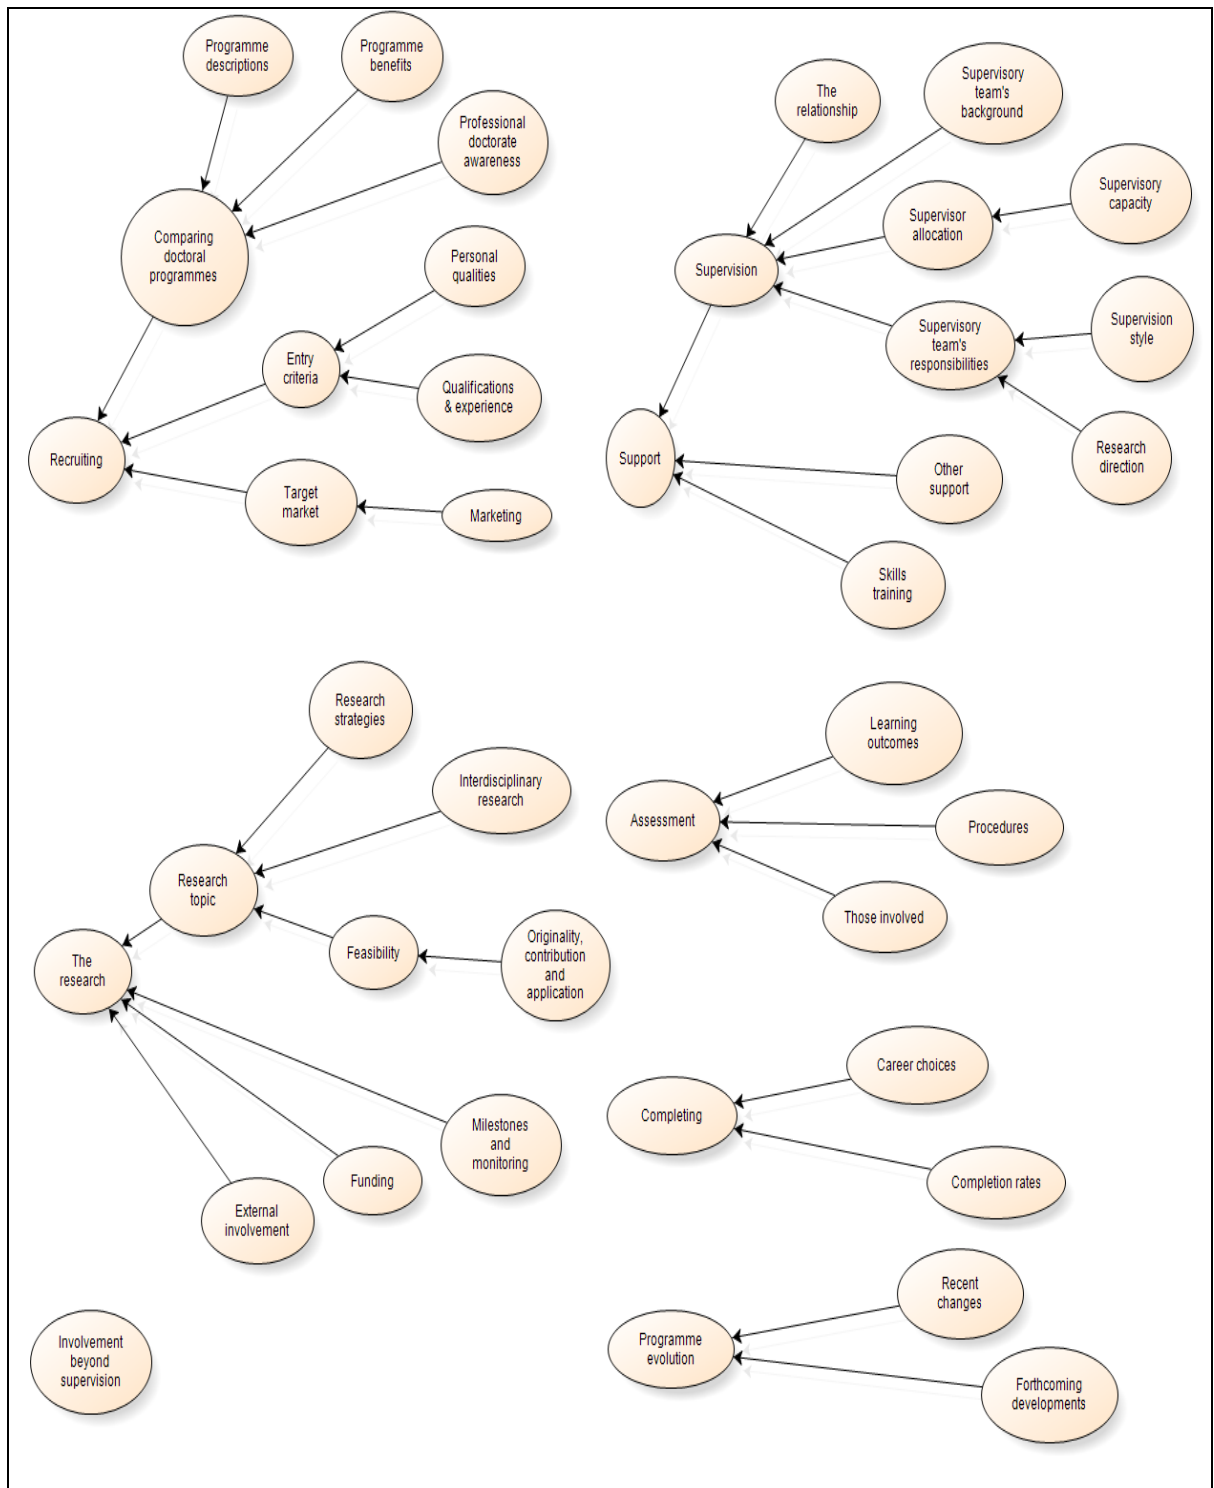 Programme
descriptions
Programme
benefits
Professional
doctorate
awareness
Comparing
doctoral
programmes
Personal
qualities
Entry
criteria
Qualifications
& experience
Recruiting
Target
market
Marketing
The
relationship
Supervisory
team's
background
Supervisory
capacity
Supervisor
allocation
Supervision
Supervisory
team's
responsibilities
Supervision
style
Research
direction
Support
Other
support
Skills
training
Research
strategies
Interdisciplinary
research
Research
topic
Feasibility
Originality,
contribution
and
application
The
research
Milestones
and
monitoring
Funding
External
involvement
Involvement
beyond
supervision
Learning
outcomes
Assessment
Procedures
Those involved
Career choices
Completing
Completion rates
Recent
changes
Programme
evolution
Forthcoming
developments